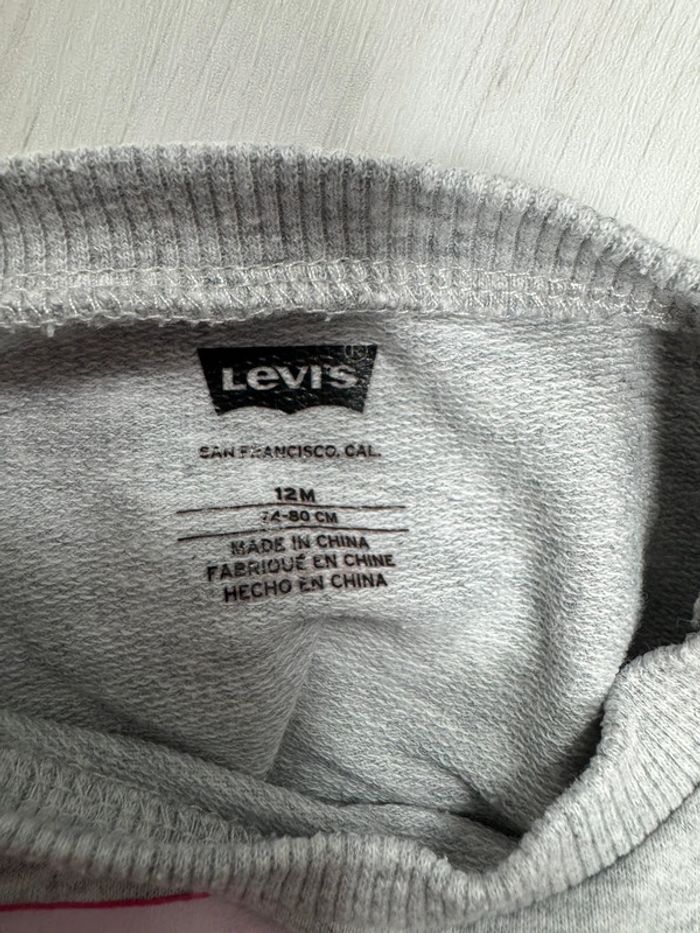 LEVI'S ®
SAN FRANCISCO, CAL.
12M
74-80 CM
MADE IN CHINA
FABRIQUÉ EN CHINE
HECHO EN CHINA